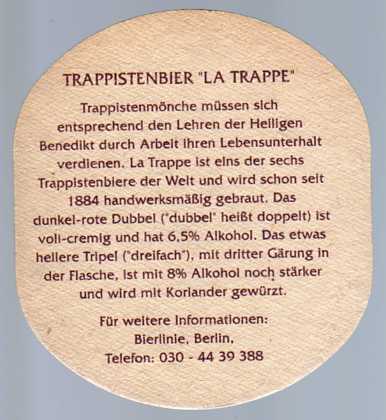 TRAPPISTENBIER "LA TRAPPE"
Trappistenmönche müssen sich
entsprechend den Lehren der Heiligen
Benedikt durch Arbeit ihren Lebensunterhalt
verdienen. La Trappe ist eins der sechs
Trappistenbiere der Welt und wird schon seit
1884 handwerksmäßig gebraut. Das
dunkel-rote Dubbel ("dubbel" heißt doppelt) ist
voll-cremig und hat 6,5% Alkohol. Das etwas
hellere Tripel ("dreifach"), mit dritter Gärung in
der Flasche, ist mit 8% Alkohol noch stärker
und wird mit Koriander gewürzt.
Für weitere Informationen:
Bierlinie, Berlin,
Telefon: 030 - 44 39 388